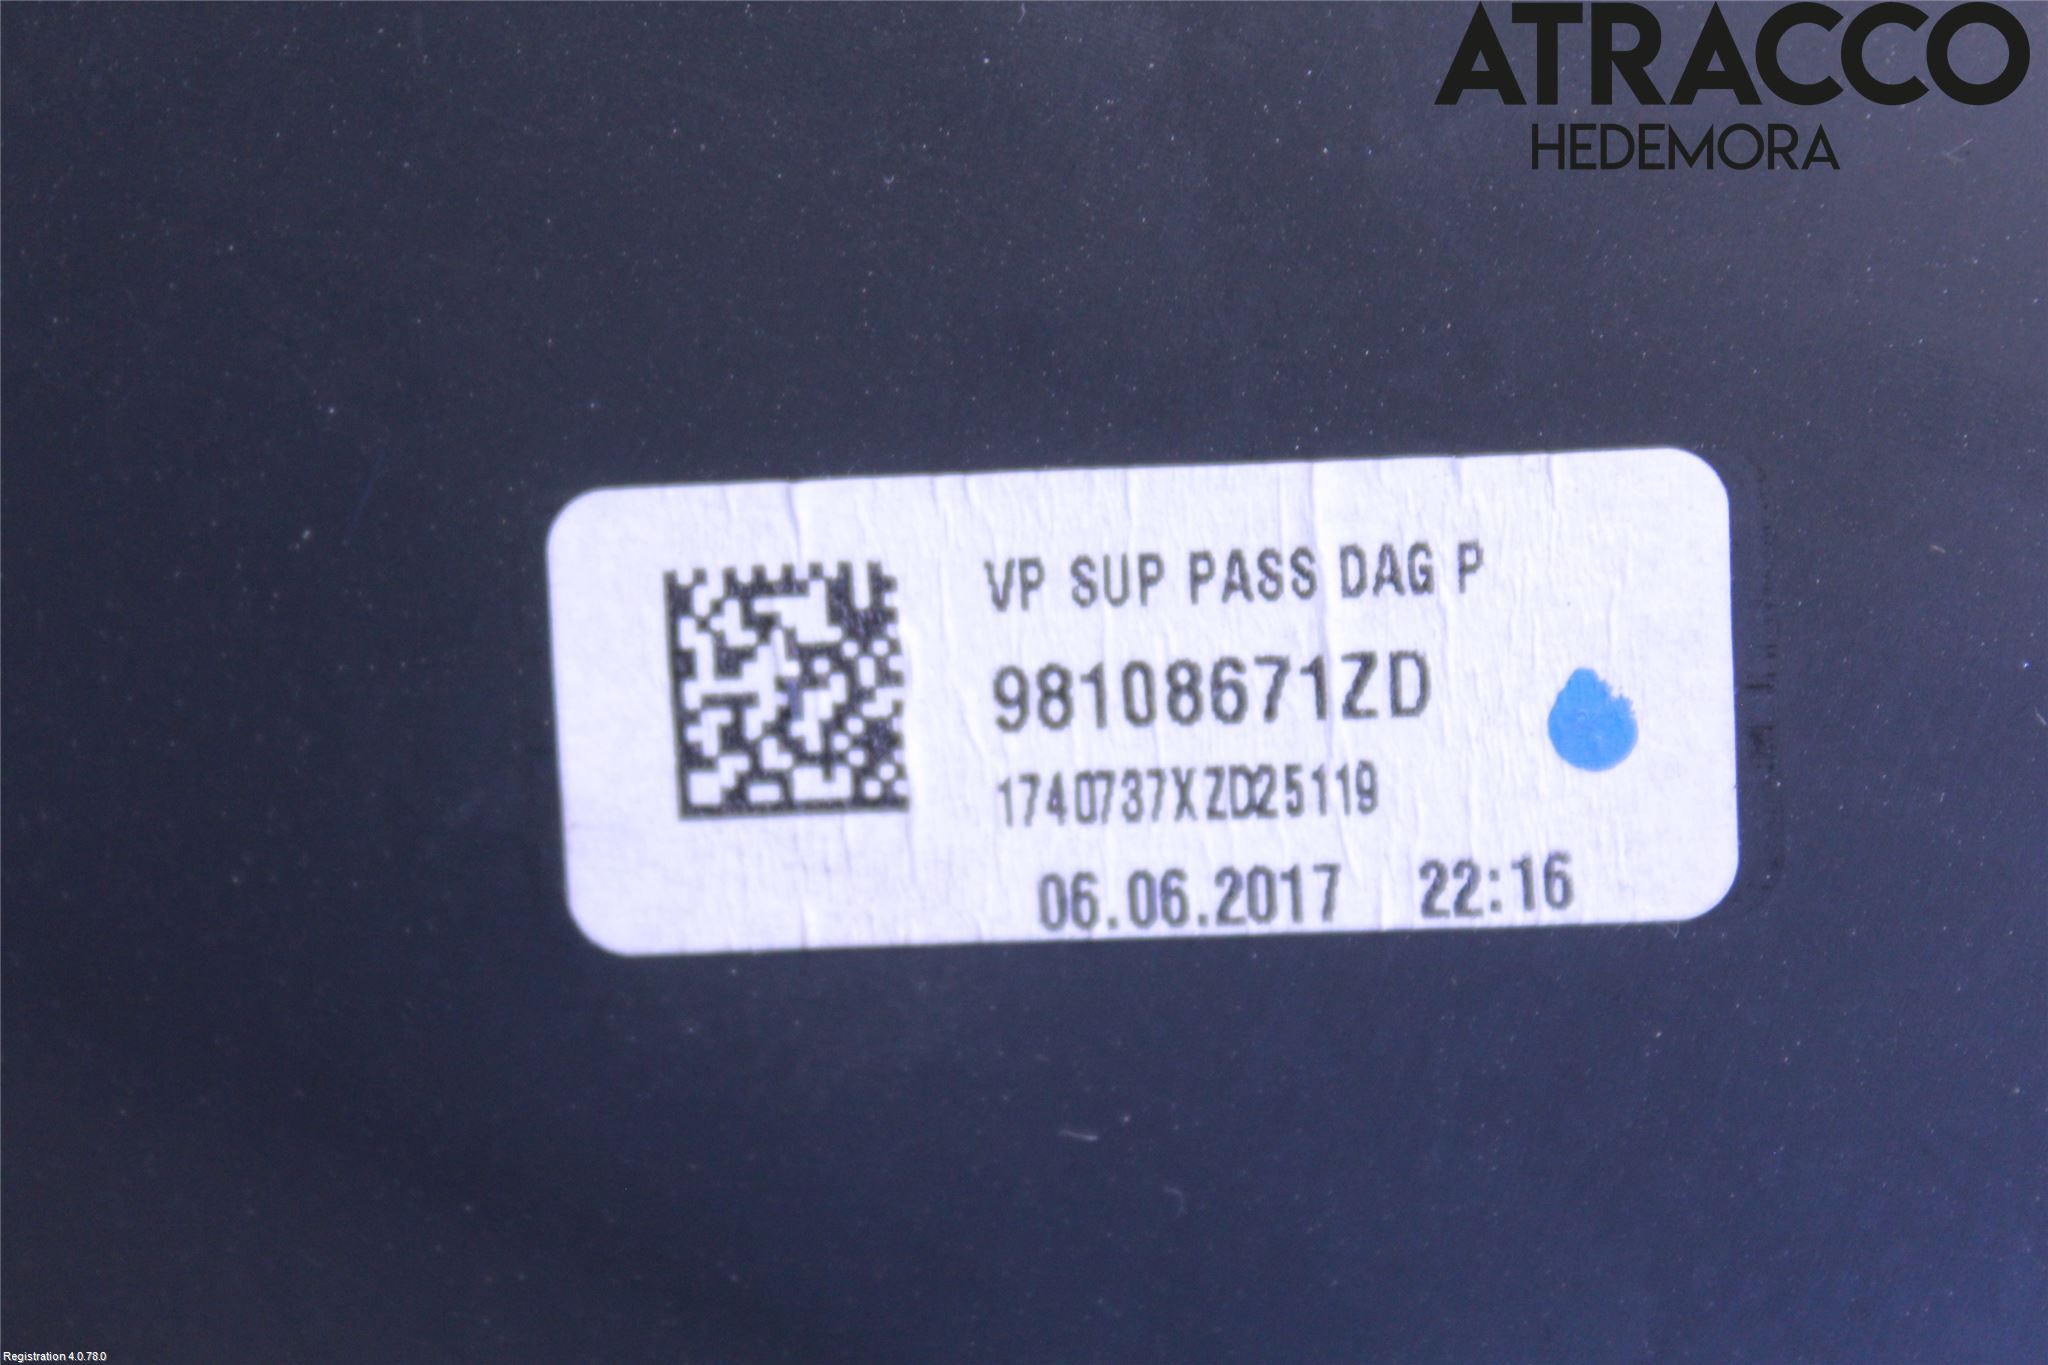 ATRACCO
HEDEMORA
VP SUP PASS DAG P
98108671ZD
1740737XZD25119
06.06.2017 22:16
Registration 4.0.78.0